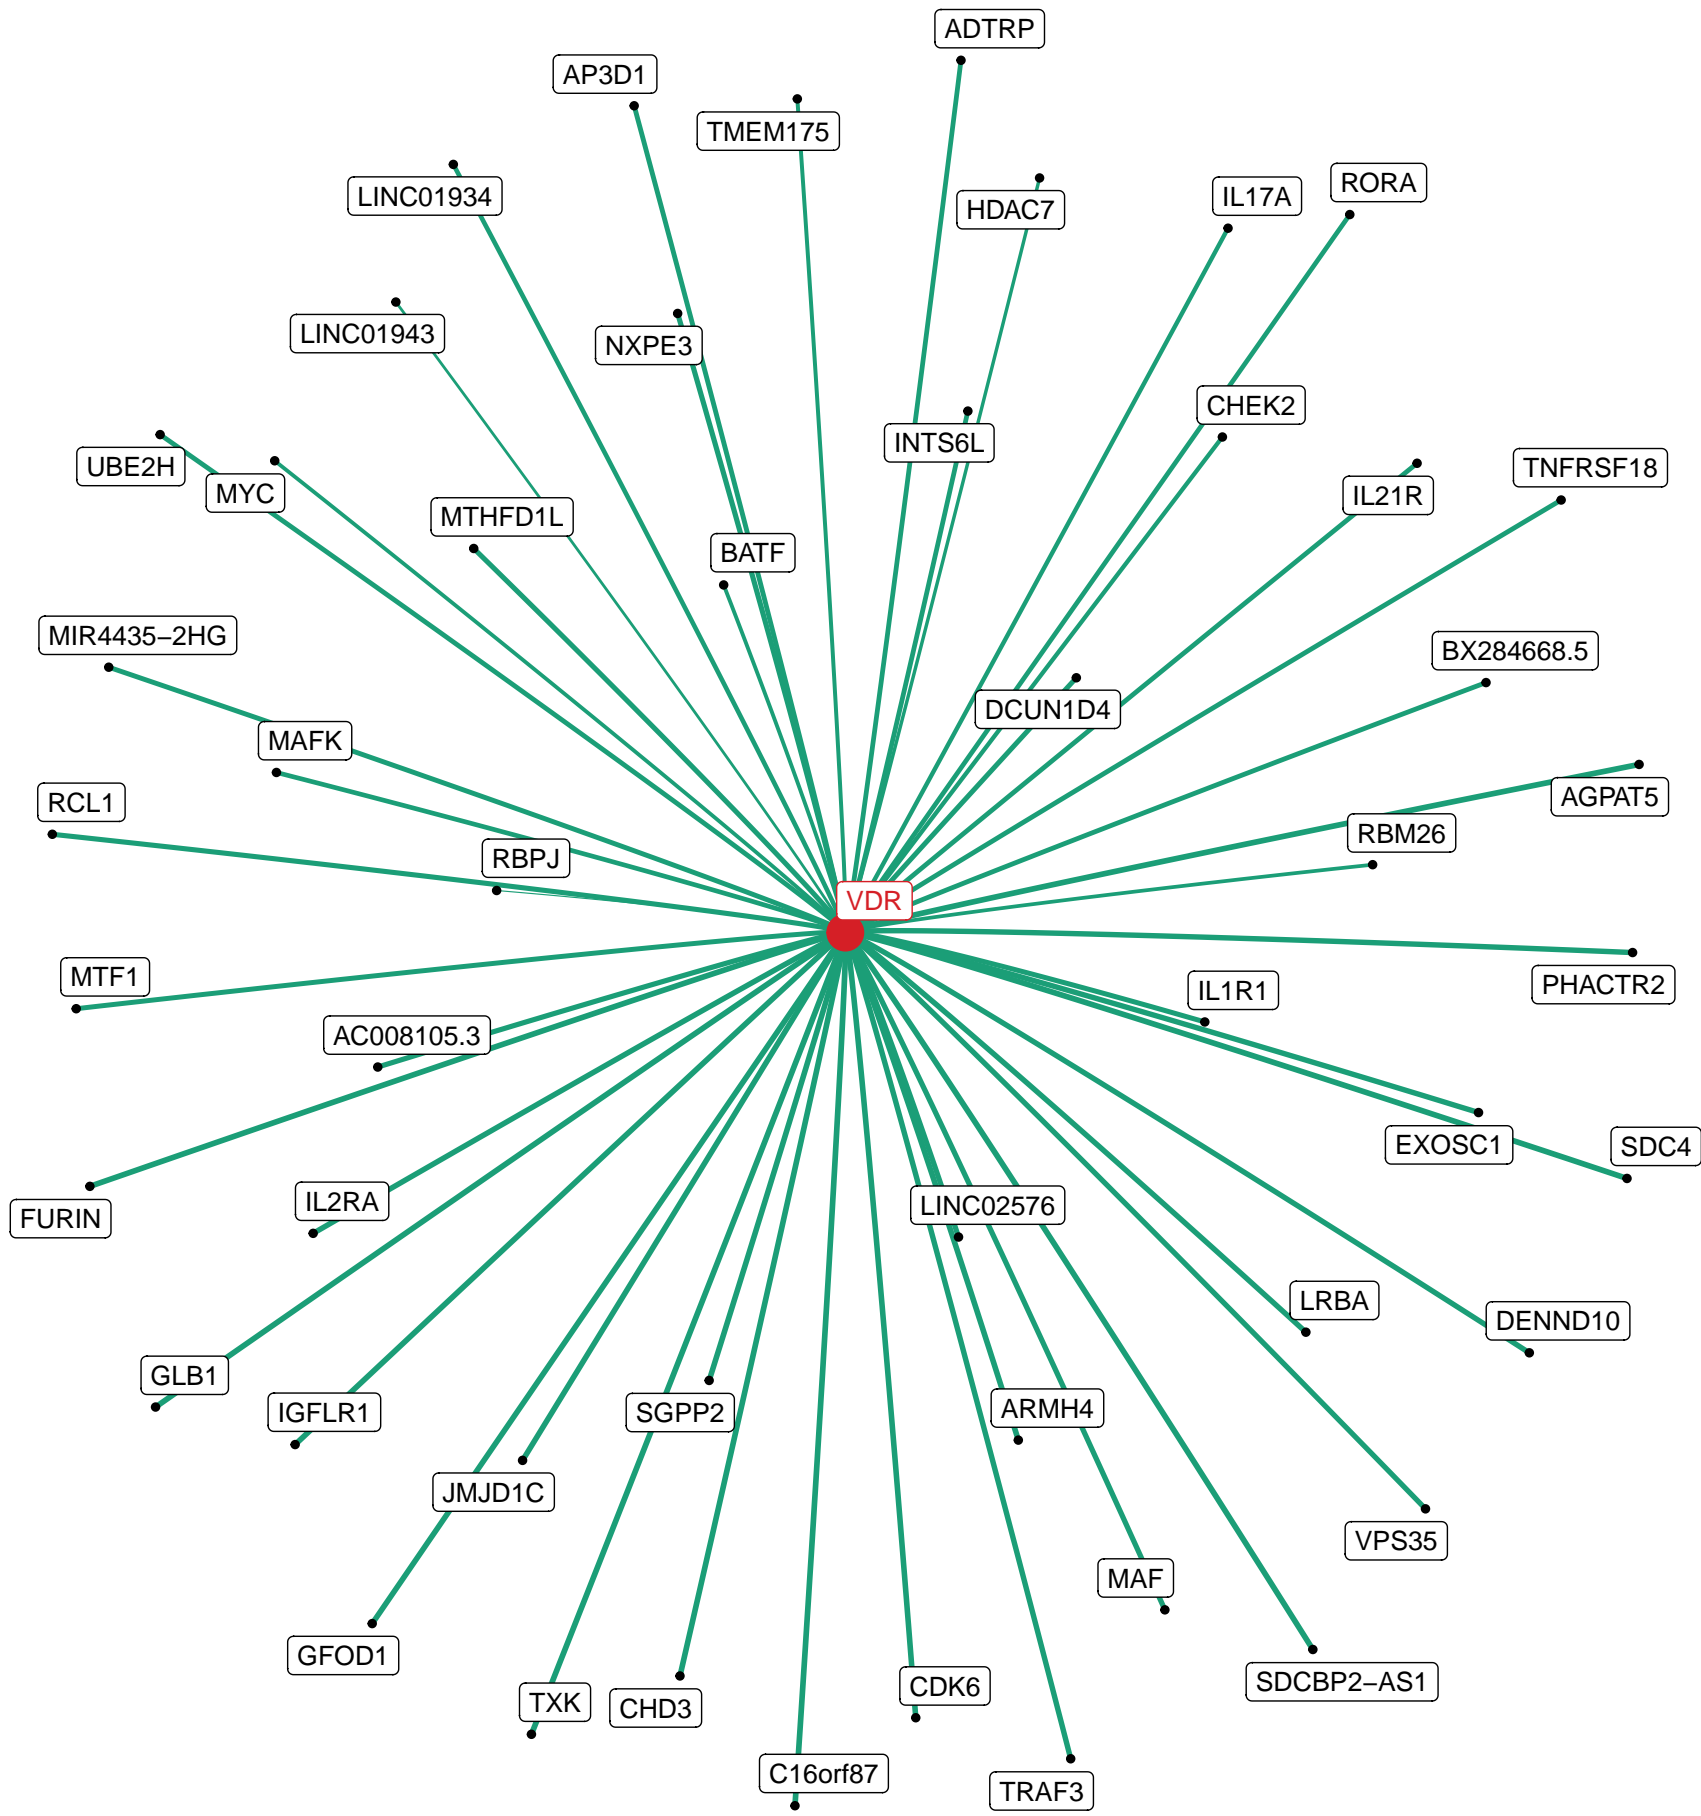 ADTRP
AP3D1
TMEM175
RORA
LINC01934
IL17A
HDAC7
LINC01943
NXPE3
CHEK2
INTS6L
UBE2H
TNFRSF18
MYC
IL21R
MTHFD1L
BATF
MIR4435−2HG
BX284668.5
DCUN1D4
MAFK
AGPAT5
RCL1
RBM26
RBPJ
VDR
MTF1
PHACTR2
IL1R1
AC008105.3
EXOSC1
SDC4
IL2RA
LINC02576
FURIN
LRBA
DENND10
GLB1
ARMH4
IGFLR1
SGPP2
JMJD1C
VPS35
MAF
GFOD1
SDCBP2−AS1
CDK6
TXK
CHD3
C16orf87
TRAF3